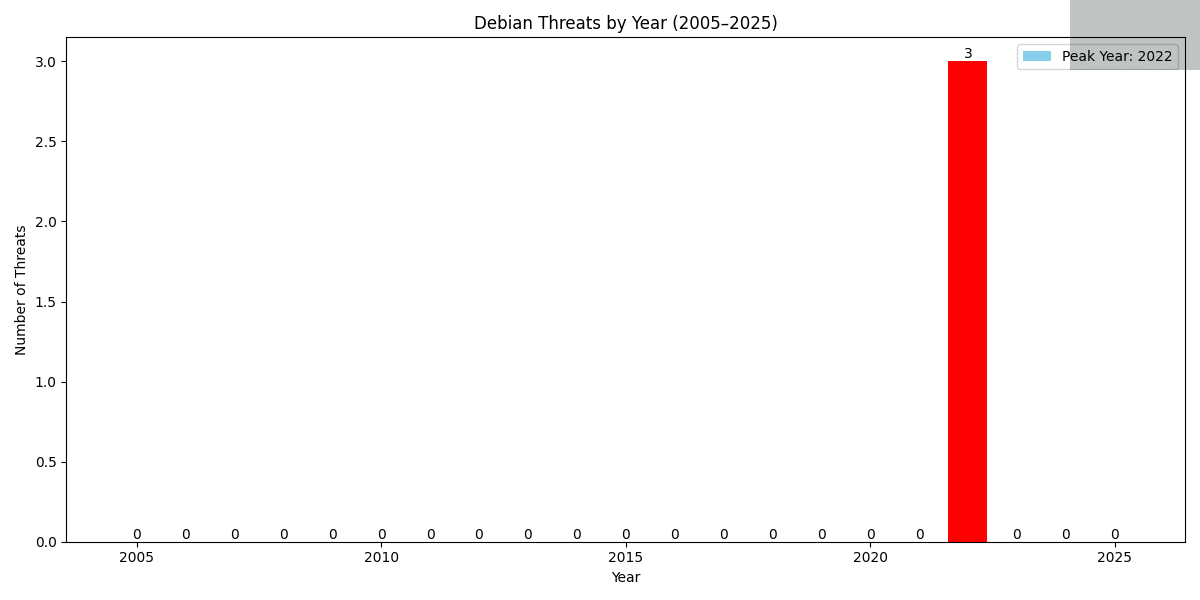 Debian Threats by Year (2005–2025)
3
Peak Year: 2022
3.0
2.5
2.0
1.5
1.0
0.5
0.0
Number of Threats
0 0 0 0 0 0 0 0 0 0 0 0 0 0 0 0 0 0 0 0
2005 2010 2015 2020 2025
Year